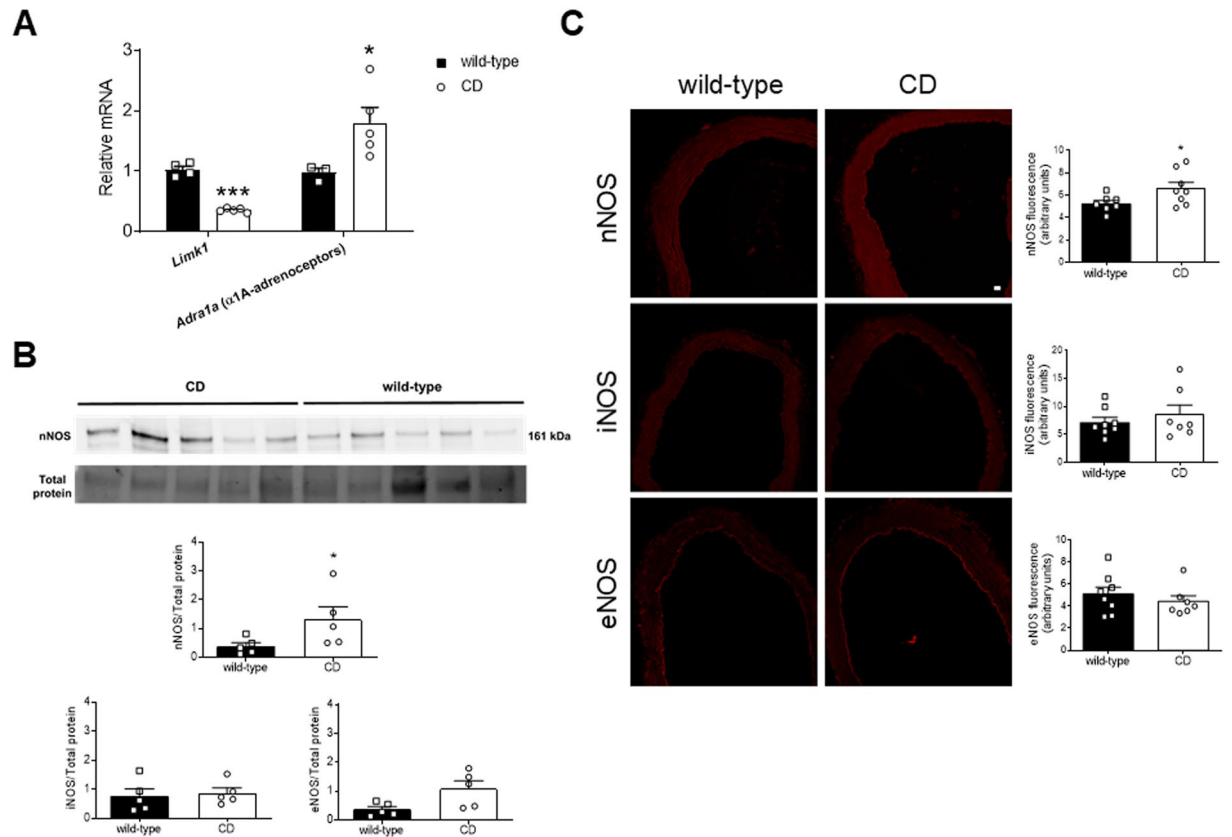 A
3
2
1
0
Relative mRNA
*
***
wild-type
CD
Limk1
Adra1a (α1A-adrenoceptors)
B
CD
wild-type
nNOS
161 kDa
Total
protein
4
3
2
1
0
nNOS/Total protein
*
wild-type
CD
4
3
2
1
0
iNOS/Total protein
wild-type
CD
4
3
2
1
0
eNOS/Total protein
wild-type
CD
C
wild-type
CD
nNOS
10
8
6
4
2
0
nNOS fluorescence
(arbitrary units)
*
wild-type
CD
iNOS
20
15
10
5
0
iNOS fluorescence
(arbitrary units)
wild-type
CD
eNOS
10
8
6
4
2
0
eNOS fluorescence
(arbitrary units)
wild-type
CD